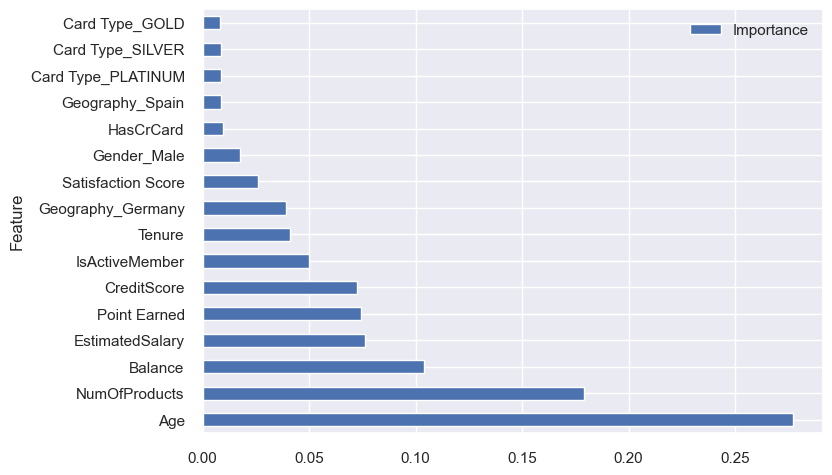 Importance
Card Type_GOLD
Card Type_SILVER
Card Type_PLATINUM
Geography_Spain
HasCrCard
Gender_Male
Satisfaction Score
Geography_Germany
Tenure
IsActiveMember
CreditScore
Point Earned
EstimatedSalary
Balance
NumOfProducts
Age
Feature
0.00 0.05 0.10 0.15 0.20 0.25